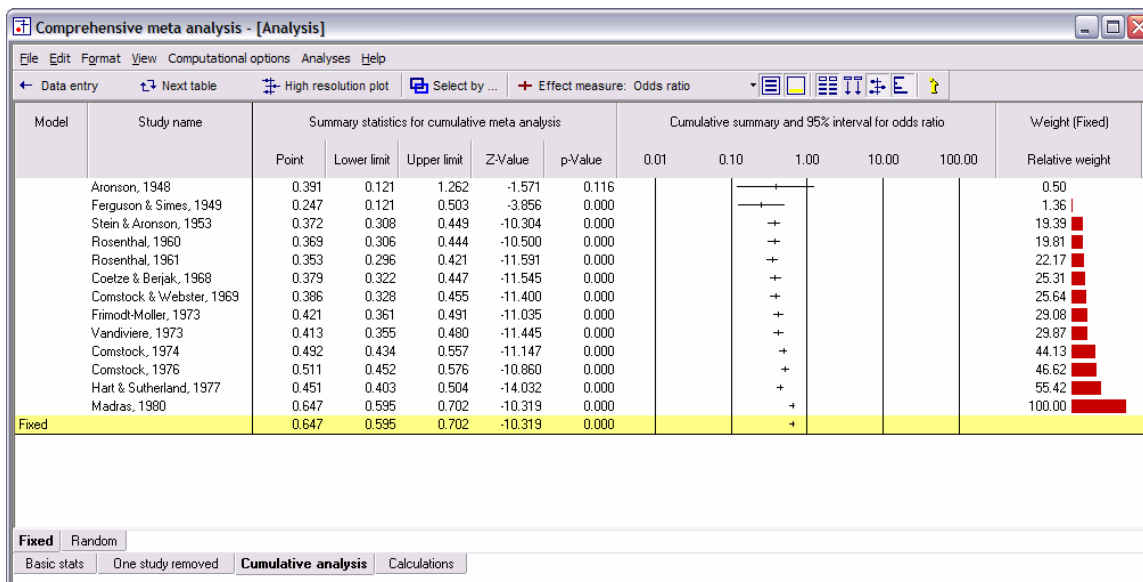 Comprehensive meta analysis - [Analysis]
File Edit Format View Computational options Analyses Help
Data entry Next table High resolution plot Select by ... Effect measure: Odds ratio
Model Study name Summary statistics for cumulative meta analysis Cumulative summary and 95% interval for odds ratio Weight (Fixed)
Point Lower limit Upper limit Z-Value p-Value 0.01 0.10 1.00 10.00 100.00 Relative weight
Aronson, 1948 0.391 0.121 1.262 -1.571 0.116 0.50
Ferguson & Simes, 1949 0.247 0.121 0.503 -3.856 0.000 1.36
Stein & Aronson, 1953 0.372 0.308 0.449 -10.304 0.000 19.39
Rosenthal, 1960 0.369 0.306 0.444 -10.500 0.000 19.81
Rosenthal, 1961 0.353 0.296 0.421 -11.591 0.000 22.17
Coetze & Berjak, 1968 0.379 0.322 0.447 -11.545 0.000 25.31
Comstock & Webster, 1969 0.386 0.328 0.455 -11.400 0.000 25.64
Frimodt-Moller, 1973 0.421 0.361 0.491 -11.035 0.000 29.08
Vandiviere, 1973 0.413 0.355 0.480 -11.445 0.000 29.87
Comstock, 1974 0.492 0.434 0.557 -11.147 0.000 44.13
Comstock, 1976 0.511 0.452 0.576 -10.860 0.000 46.62
Hart & Sutherland, 1977 0.451 0.403 0.504 -14.032 0.000 55.42
Madras, 1980 0.647 0.595 0.702 -10.319 0.000 100.00
Fixed 0.647 0.595 0.702 -10.319 0.000
Fixed Random
Basic stats One study removed Cumulative analysis Calculations